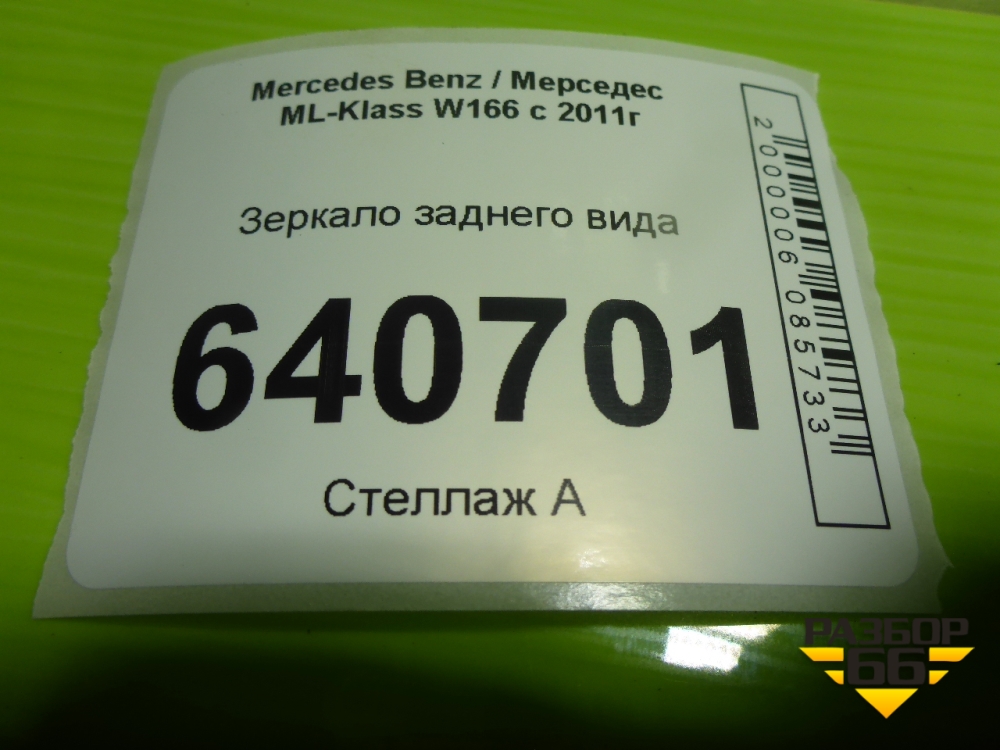 Mercedes Benz / Мерседес
ML-Klass W166 с 2011г
Зеркало заднего вида
640701
Стеллаж А
2000006085733
РАЗБОР
66